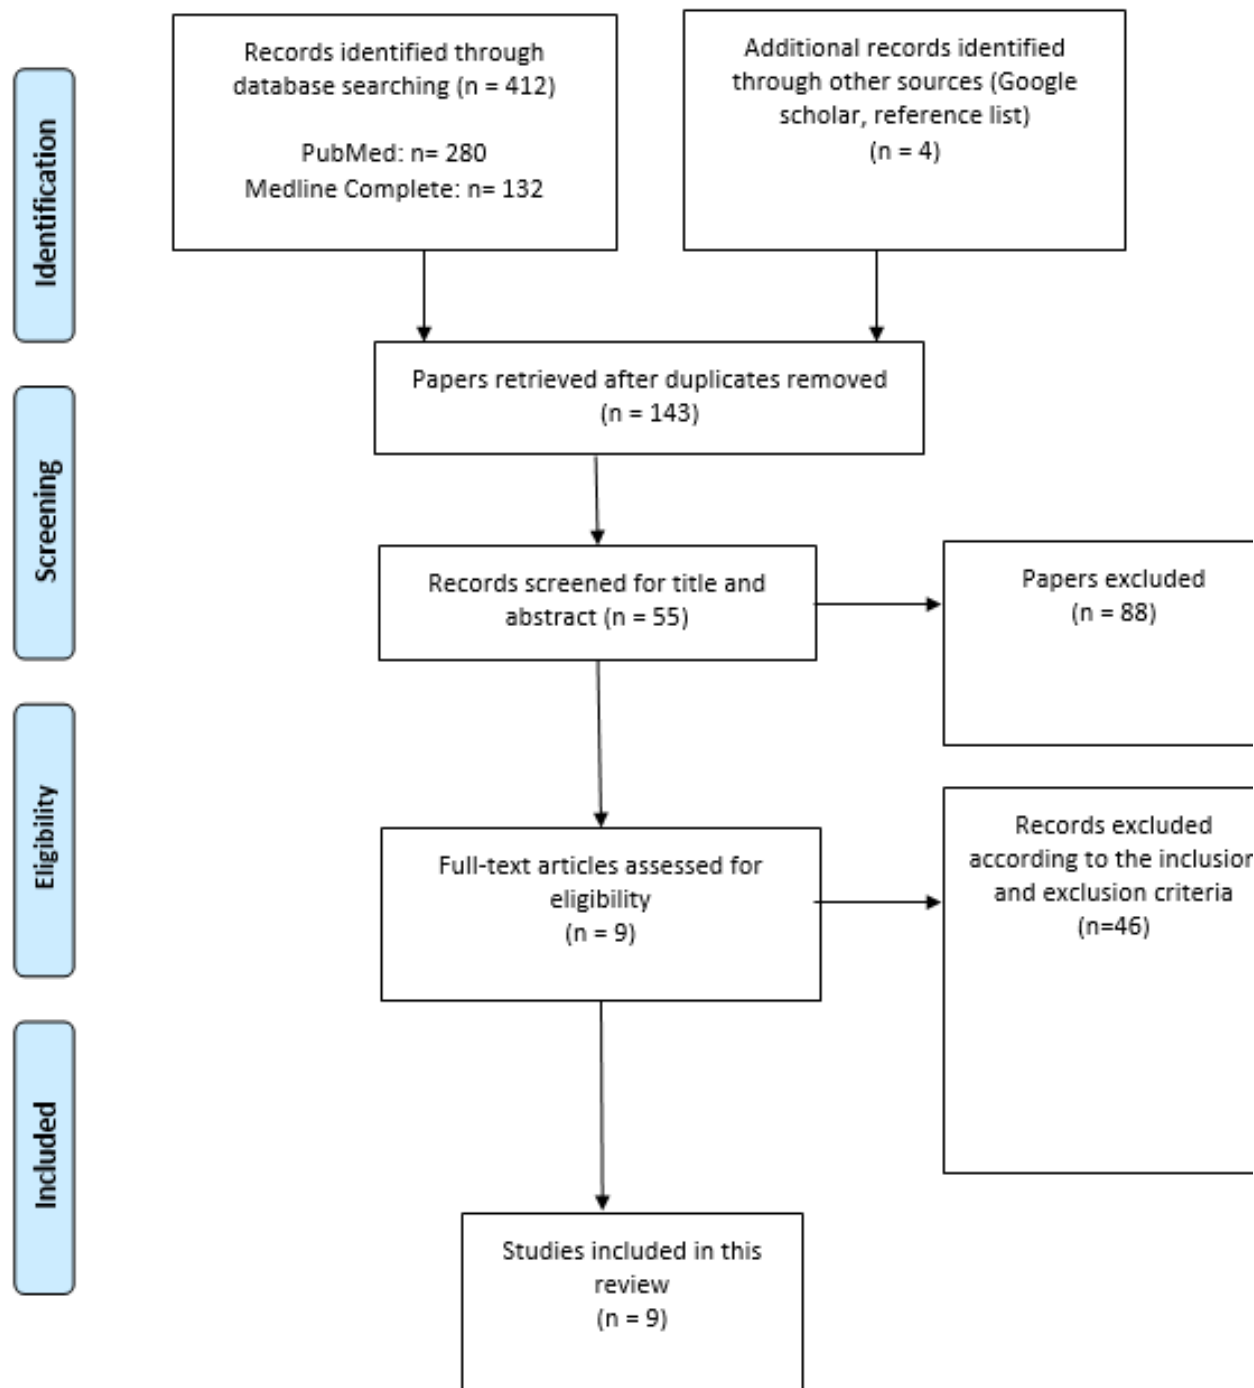 Identification
Records identified through
database searching (n = 412)
PubMed: n= 280
Medline Complete: n= 132
Additional records identified
through other sources (Google
scholar, reference list)
(n = 4)
Papers retrieved after duplicates removed
(n = 143)
Screening
Records screened for title and
abstract (n = 55)
Papers excluded
(n = 88)
Eligibility
Full-text articles assessed for
eligibility
(n = 9)
Records excluded
according to the inclusion
and exclusion criteria
(n=46)
Included
Studies included in this
review
(n = 9)